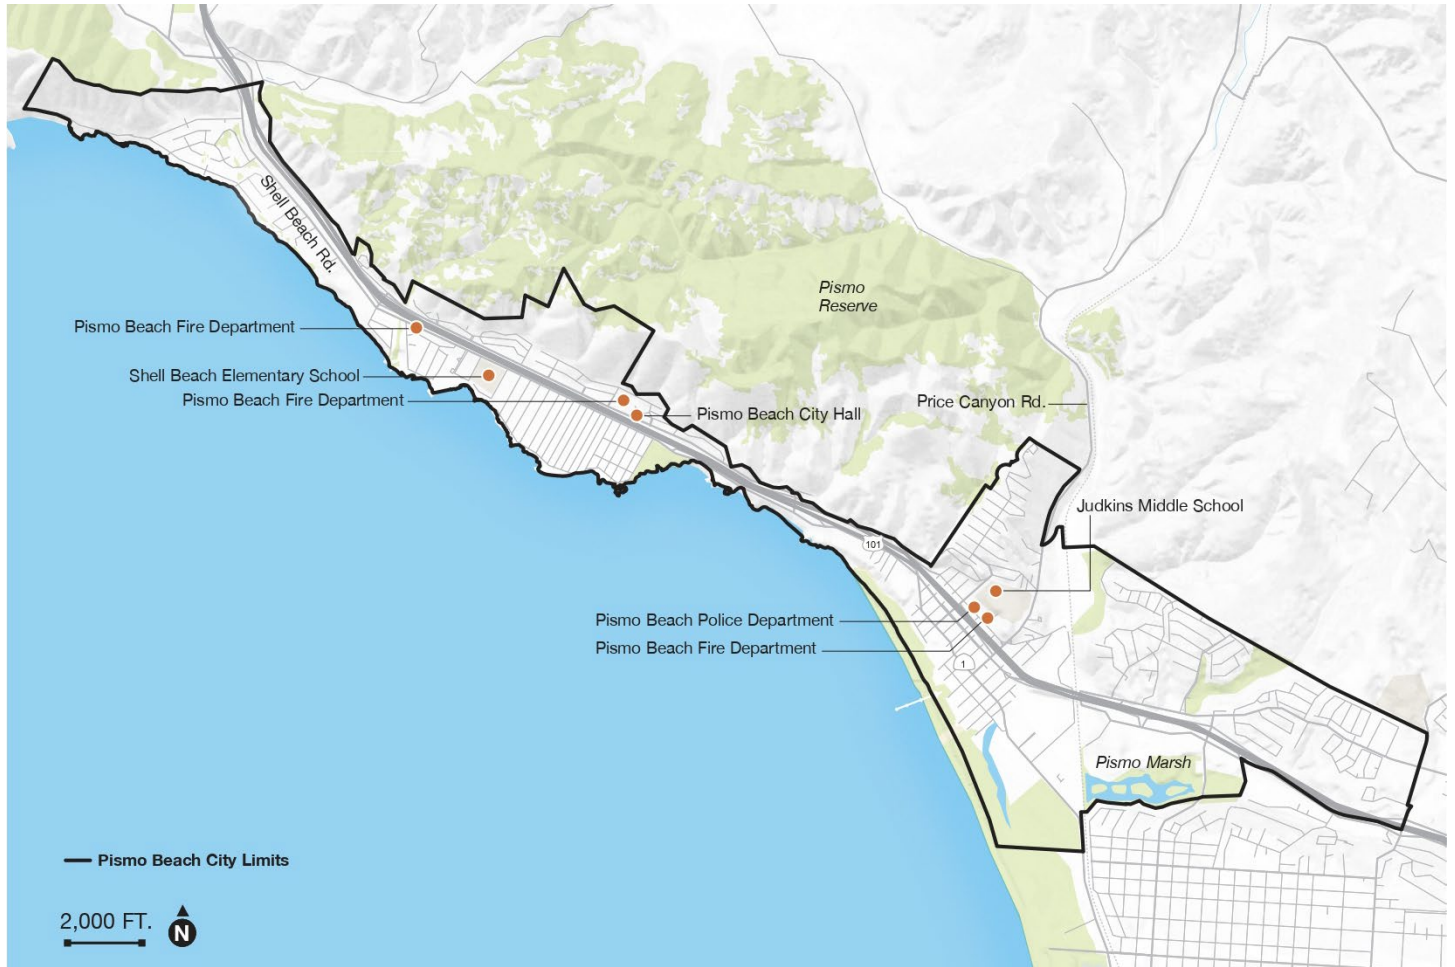 Shell Beach Rd.
Pismo
Reserve
Pismo Beach Fire Department
Shell Beach Elementary School
Pismo Beach Fire Department
Pismo Beach City Hall
Price Canyon Rd.
Judkins Middle School
101
Pismo Beach Police Department
Pismo Beach Fire Department
1
Pismo Marsh
Pismo Beach City Limits
2,000 FT.
N